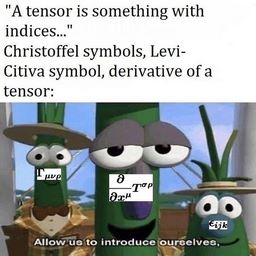 "A tensor is something with
indices..."
Christoffel symbols, Levi-
Citiva symbol, derivative of a
tensor:
Γμνρ
∂/∂xμ Tσρ
ϵijk
Allow us to introduce ourselves,